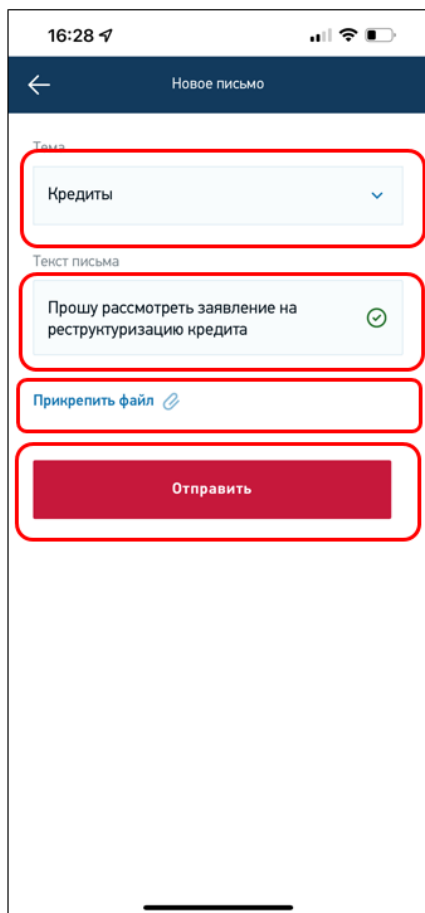 16:28
Новое письмо
Тема
Кредиты
Текст письма
Прошу рассмотреть заявление на
реструктуризацию кредита
Прикрепить файл
Отправить